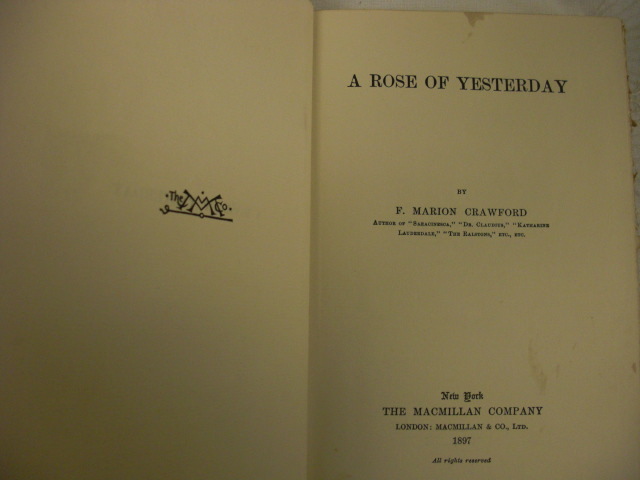 The M Co.
A ROSE OF YESTERDAY
BY
F. MARION CRAWFORD
AUTHOR OF "SARACINESCA," "DR. CLAUDIUS," "KATHARINE
LAUDERDALE," "THE RALSTONS," ETC., ETC.
New York
THE MACMILLAN COMPANY
LONDON: MACMILLAN & CO., LTD.
1897
All rights reserved